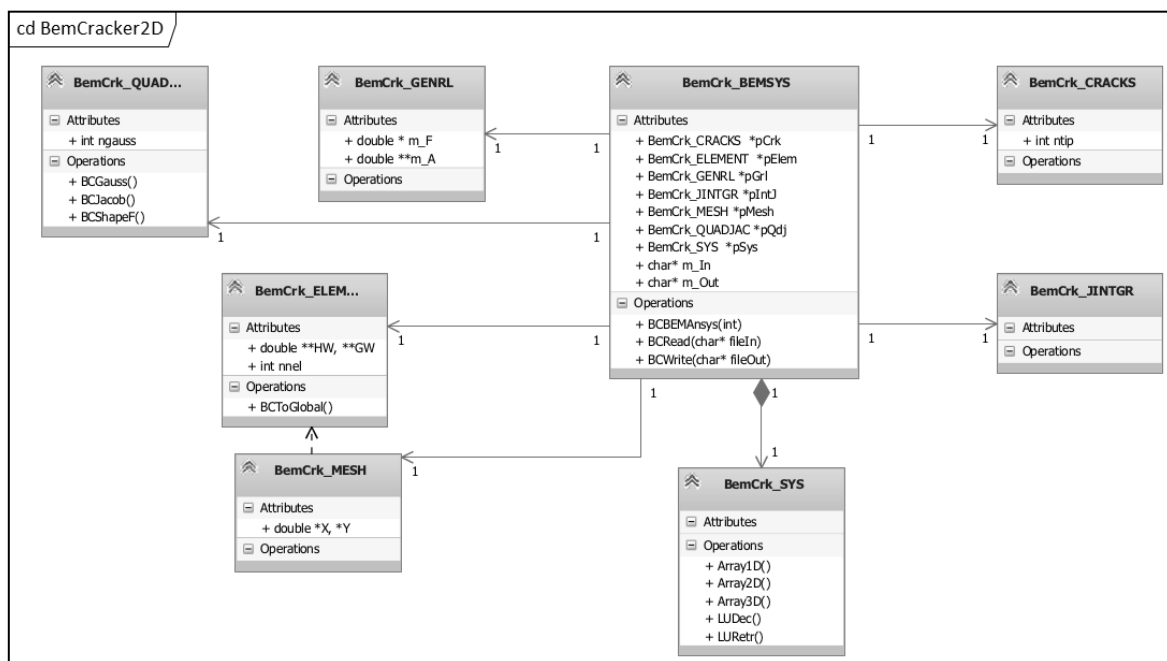 cd BemCracker2D
BemCrk_QUAD...
Attributes
+ int ngauss
Operations
+ BCGauss()
+ BCJacob()
+ BCShapeF()
BemCrk_GENRL
Attributes
+ double * m_F
+ double **m_A
Operations
BemCrk_BEMSYS
Attributes
+ BemCrk_CRACKS *pCrk
+ BemCrk_ELEMENT *pElem
+ BemCrk_GENRL *pGrl
+ BemCrk_JINTGR *pIntJ
+ BemCrk_MESH *pMesh
+ BemCrk_QUADJAC *pQdj
+ BemCrk_SYS *pSys
+ char* m_In
+ char* m_Out
Operations
+ BCBEMAnsys(int)
+ BCRead(char* fileIn)
+ BCWrite(char* fileOut)
BemCrk_CRACKS
Attributes
+ int ntip
Operations
1
1
1
1
1
1
BemCrk_ELEM...
Attributes
+ double **HW, **GW
+ int nnel
Operations
+ BCToGlobal()
BemCrk_JINTGR
Attributes
Operations
1
1
1
1
1
1
BemCrk_MESH
Attributes
+ double *X, *Y
Operations
1
1
BemCrk_SYS
Attributes
Operations
+ Array1D()
+ Array2D()
+ Array3D()
+ LUDec()
+ LURetr()